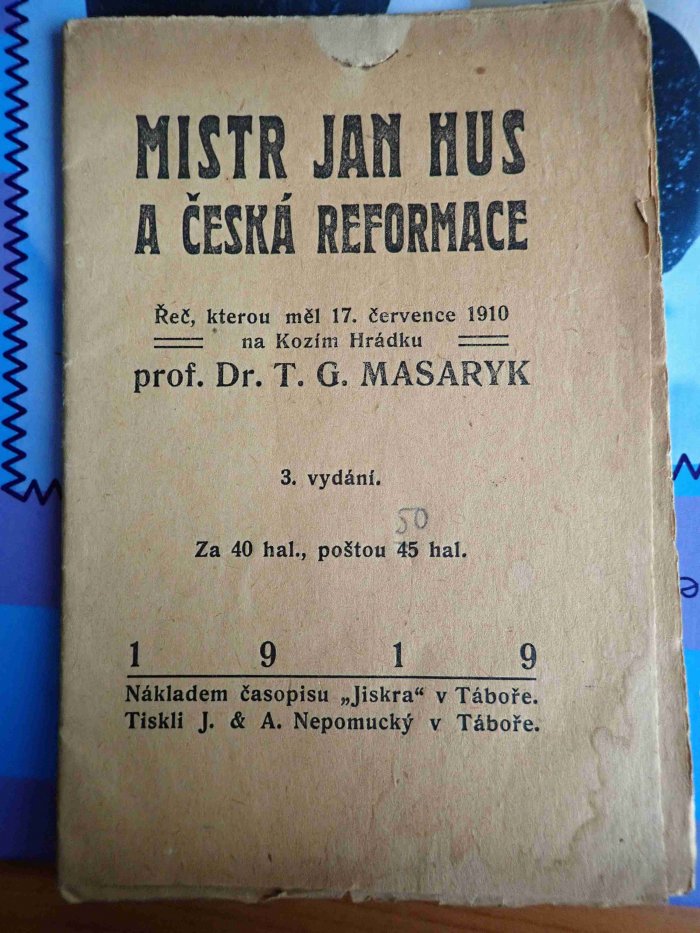 MISTR JAN HUS
A ČESKÁ REFORMACE
Řeč, kterou měl 17. července 1910
na Kozím Hrádku
prof. Dr. T. G. MASARYK
3. vydání.
50
Za 40 hal., poštou 45 hal.
1 9 1 9
Nákladem časopisu „Jiskra“ v Táboře.
Tiskli J. & A. Nepomucký v Táboře.